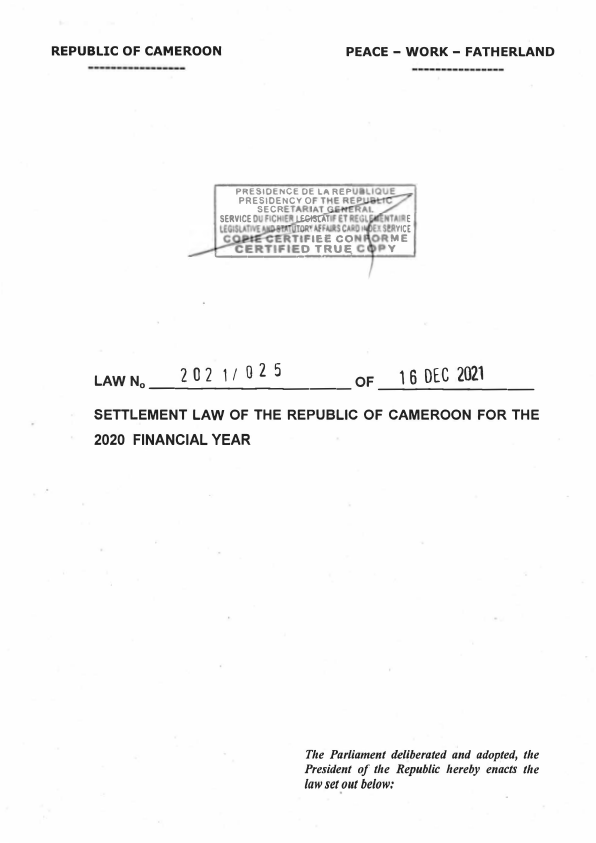 REPUBLIC OF CAMEROON
PEACE – WORK – FATHERLAND
-----------------
----------------
PRESIDENCE DE LA REPUBLIQUE
PRESIDENCY OF THE REPUBLIC
SECRETARIAT GENERAL
SERVICE DU FICHIER LEGISLATIF ET REGLEMENTAIRE
LEGISLATIVE AND STATUTORY AFFAIRS CARD INDEX SERVICE
COPIE CERTIFIEE CONFORME
CERTIFIED TRUE COPY
LAW No 2021/025 OF 16 DEC 2021
SETTLEMENT LAW OF THE REPUBLIC OF CAMEROON FOR THE
2020 FINANCIAL YEAR
The Parliament deliberated and adopted, the
President of the Republic hereby enacts the
law set out below: